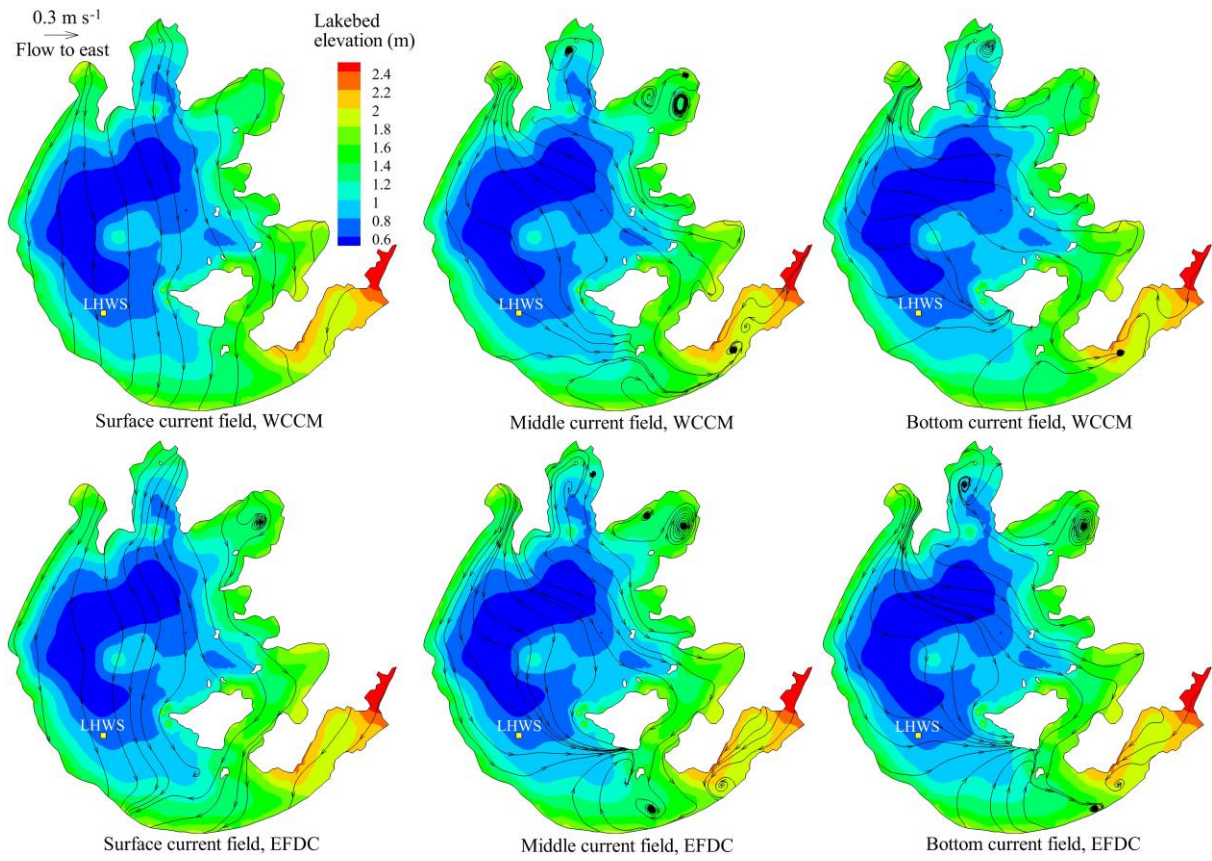 0.3 m s⁻¹
Flow to east
Lakebed
elevation (m)
2.4
2.2
2
1.8
1.6
1.4
1.2
1
0.8
0.6
LHWS
LHWS
LHWS
Surface current field, WCCM
Middle current field, WCCM
Bottom current field, WCCM
LHWS
LHWS
LHWS
Surface current field, EFDC
Middle current field, EFDC
Bottom current field, EFDC